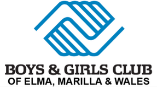 BOYS & GIRLS CLUB
OF ELMA, MARILLA & WALES